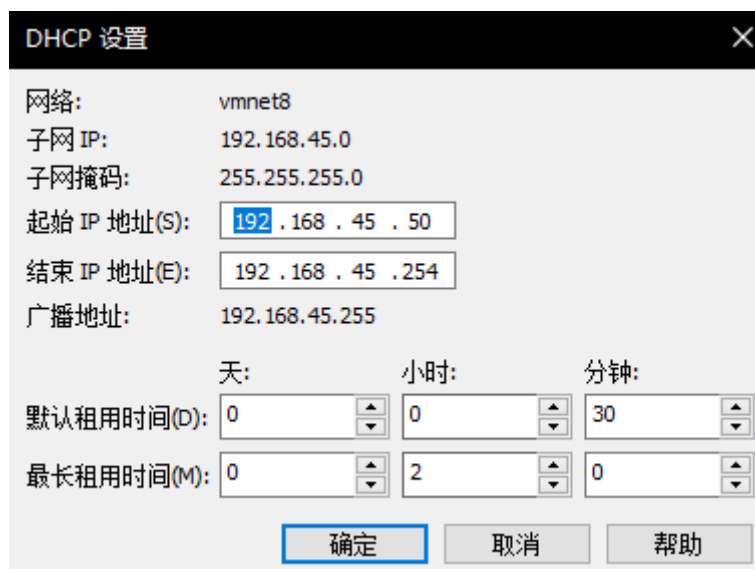 DHCP 设置
网络: vmnet8
子网 IP: 192.168.45.0
子网掩码: 255.255.255.0
起始 IP 地址(S): 192 . 168 . 45 . 50
结束 IP 地址(E): 192 . 168 . 45 . 254
广播地址: 192.168.45.255
天: 小时: 分钟:
默认租用时间(D): 0 0 30
最长租用时间(M): 0 2 0
确定 取消 帮助